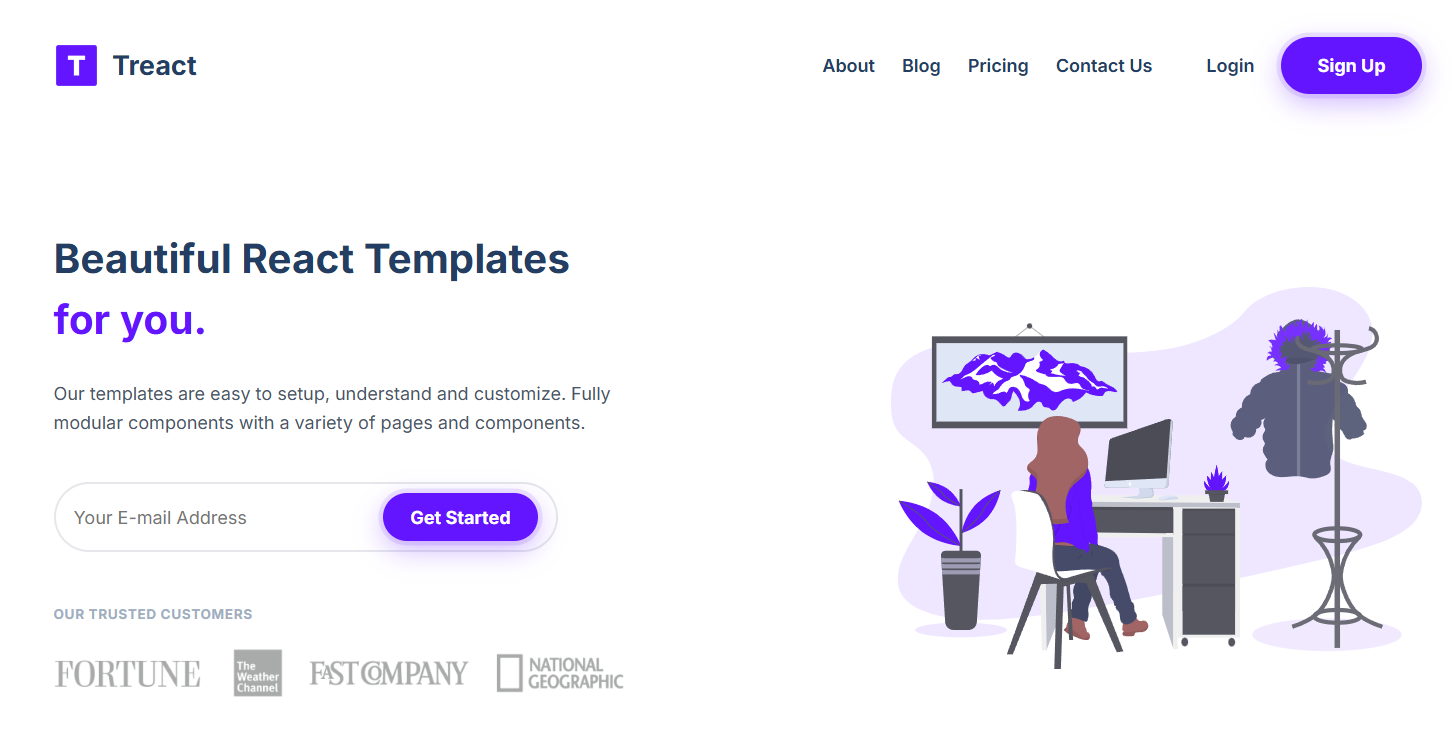 T Treact
About Blog Pricing Contact Us Login Sign Up
Beautiful React Templates
for you.
Our templates are easy to setup, understand and customize. Fully
modular components with a variety of pages and components.
Your E-mail Address Get Started
OUR TRUSTED CUSTOMERS
FORTUNE
The
Weather
Channel
FAST COMPANY
NATIONAL
GEOGRAPHIC